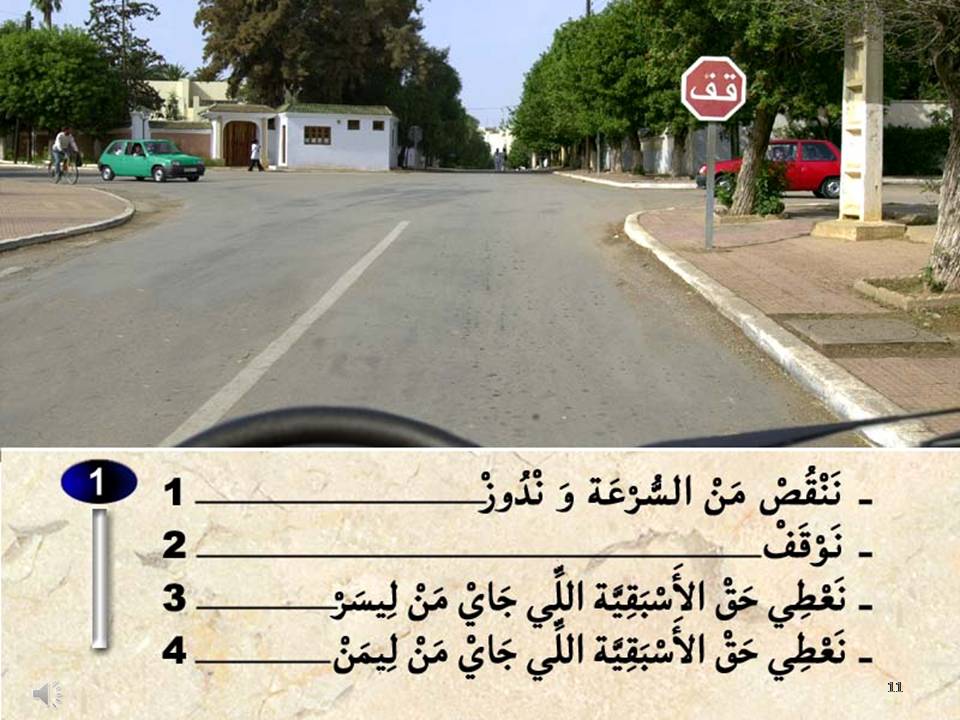 قف
1
ـ نَنْقُصْ مَنْ السُّرْعَة وَ نْدُوزْ 1
ـ نَوْقَفْ 2
ـ نَعْطِي حَقْ الأَسْبَقِيَّة اللِّي جَايْ مَنْ لِيسَرْ 3
ـ نَعْطِي حَقْ الأَسْبَقِيَّة اللِّي جَايْ مَنْ لِيمَنْ 4
11